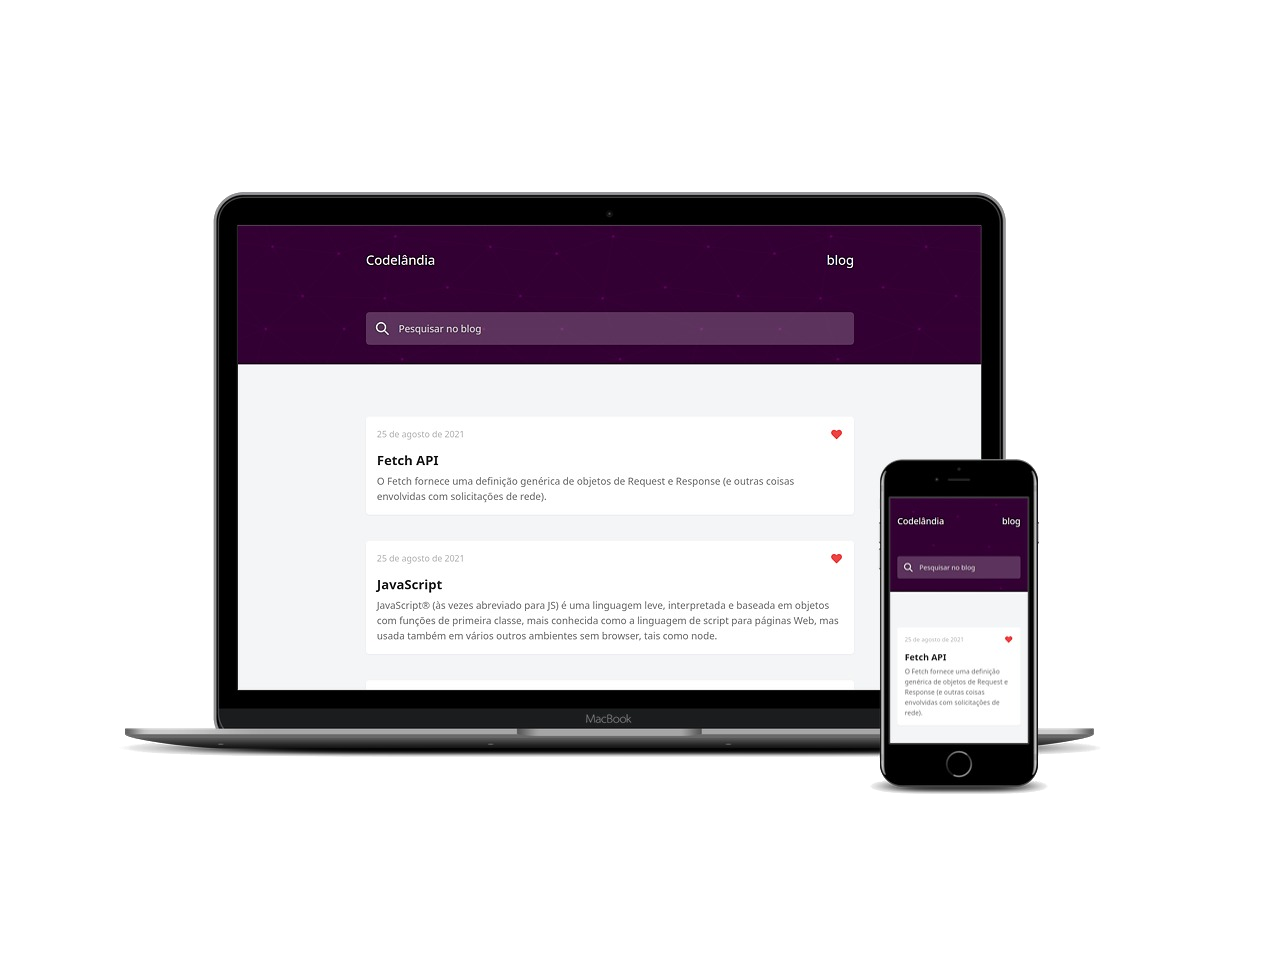 Codelândia
blog
Pesquisar no blog
25 de agosto de 2021
Fetch API
O Fetch fornece uma definição genérica de objetos de Request e Response (e outras coisas
envolvidas com solicitações de rede).
25 de agosto de 2021
JavaScript
JavaScript® (às vezes abreviado para JS) é uma linguagem leve, interpretada e baseada em objetos
com funções de primeira classe, mais conhecida como a linguagem de script para páginas Web, mas
usada também em vários outros ambientes sem browser, tais como node.
MacBook
Codelândia
blog
Pesquisar no blog
25 de agosto de 2021
Fetch API
O Fetch fornece uma definição
genérica de objetos de Request e
Response (e outras coisas
envolvidas com solicitações de
rede).